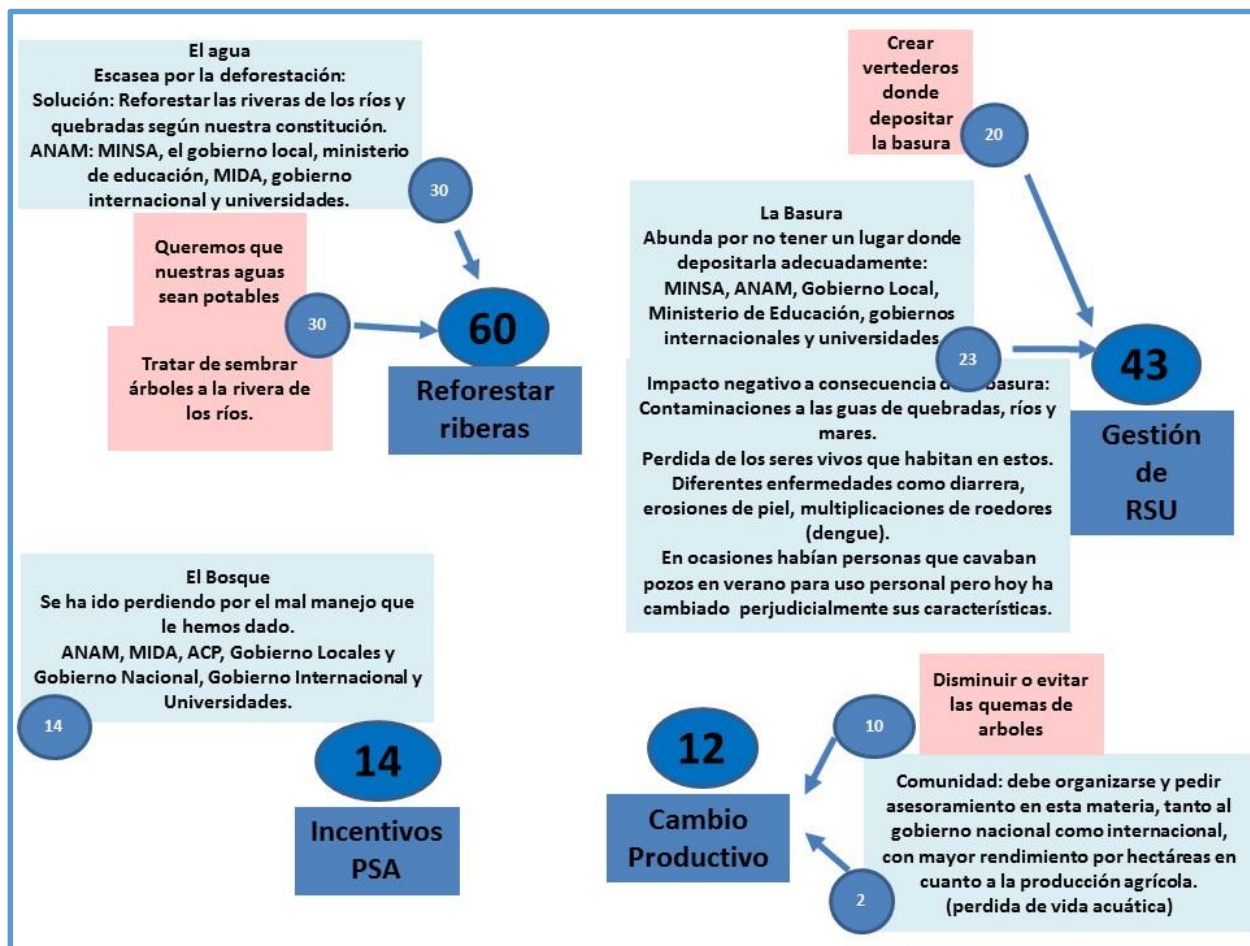 El agua
Escasea por la deforestación:
Solución: Reforestar las riveras de los ríos y
quebradas según nuestra constitución.
ANAM: MINSA, el gobierno local, ministerio
de educación, MIDA, gobierno
internacional y universidades.
30
Queremos que
nuestras aguas
sean potables
30
Tratar de sembrar
árboles a la rivera de
los ríos.
60
Reforestar
riberas
Crear
vertederos
donde
depositar
la basura
20
La Basura
Abunda por no tener un lugar donde
depositarla adecuadamente:
MINSA, ANAM, Gobierno Local,
Ministerio de Educación, gobiernos
internacionales y universidades
23
Impacto negativo a consecuencia d basura:
Contaminaciones a las guas de quebradas, ríos y
mares.
Perdida de los seres vivos que habitan en estos.
Diferentes enfermedades como diarrera,
erosiones de piel, multiplicaciones de roedores
(dengue).
En ocasiones habían personas que cavaban
pozos en verano para uso personal pero hoy ha
cambiado perjudicialmente sus características.
43
Gestión
de
RSU
El Bosque
Se ha ido perdiendo por el mal manejo que
le hemos dado.
ANAM, MIDA, ACP, Gobierno Locales y
Gobierno Nacional, Gobierno Internacional y
Universidades.
14
14
Incentivos
PSA
12
Cambio
Productivo
10
Disminuir o evitar
las quemas de
arboles
Comunidad: debe organizarse y pedir
asesoramiento en esta materia, tanto al
gobierno nacional como internacional,
con mayor rendimiento por hectáreas en
cuanto a la producción agrícola.
(perdida de vida acuática)
2